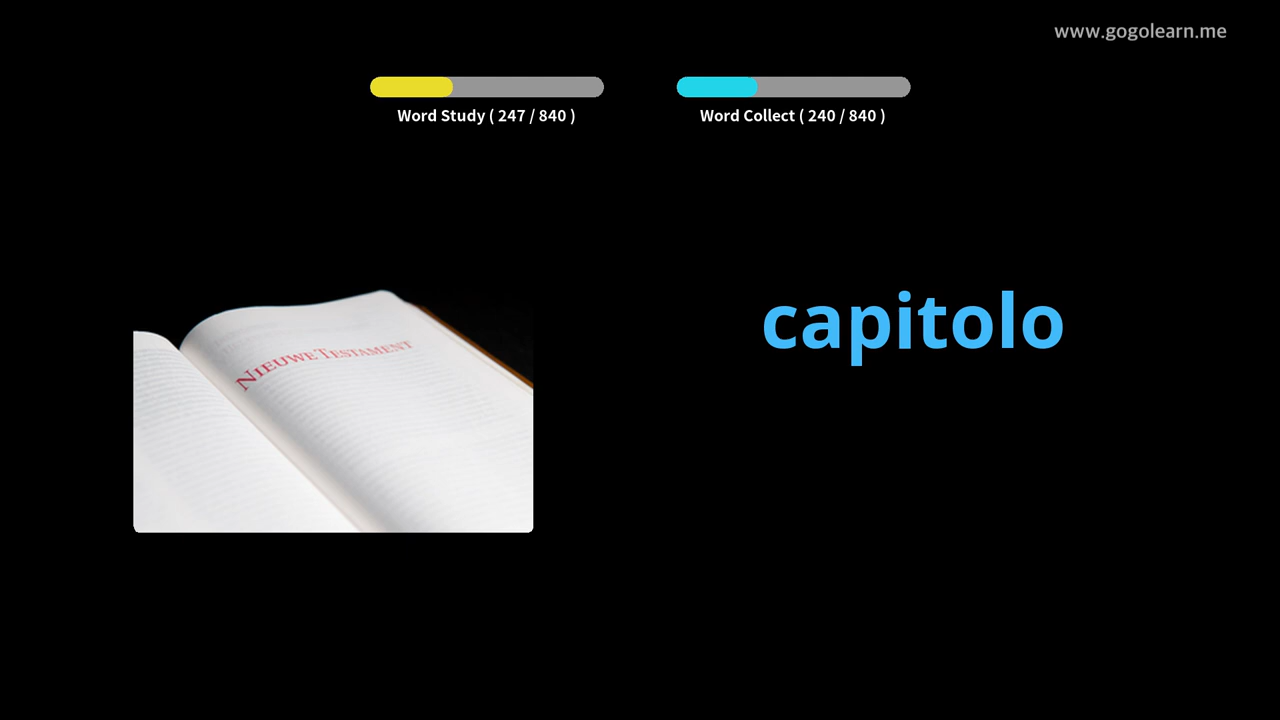 www.gogolearn.me
Word Study ( 247 / 840 )
Word Collect ( 240 / 840 )
capitolo
NIEUWE TESTAMENT